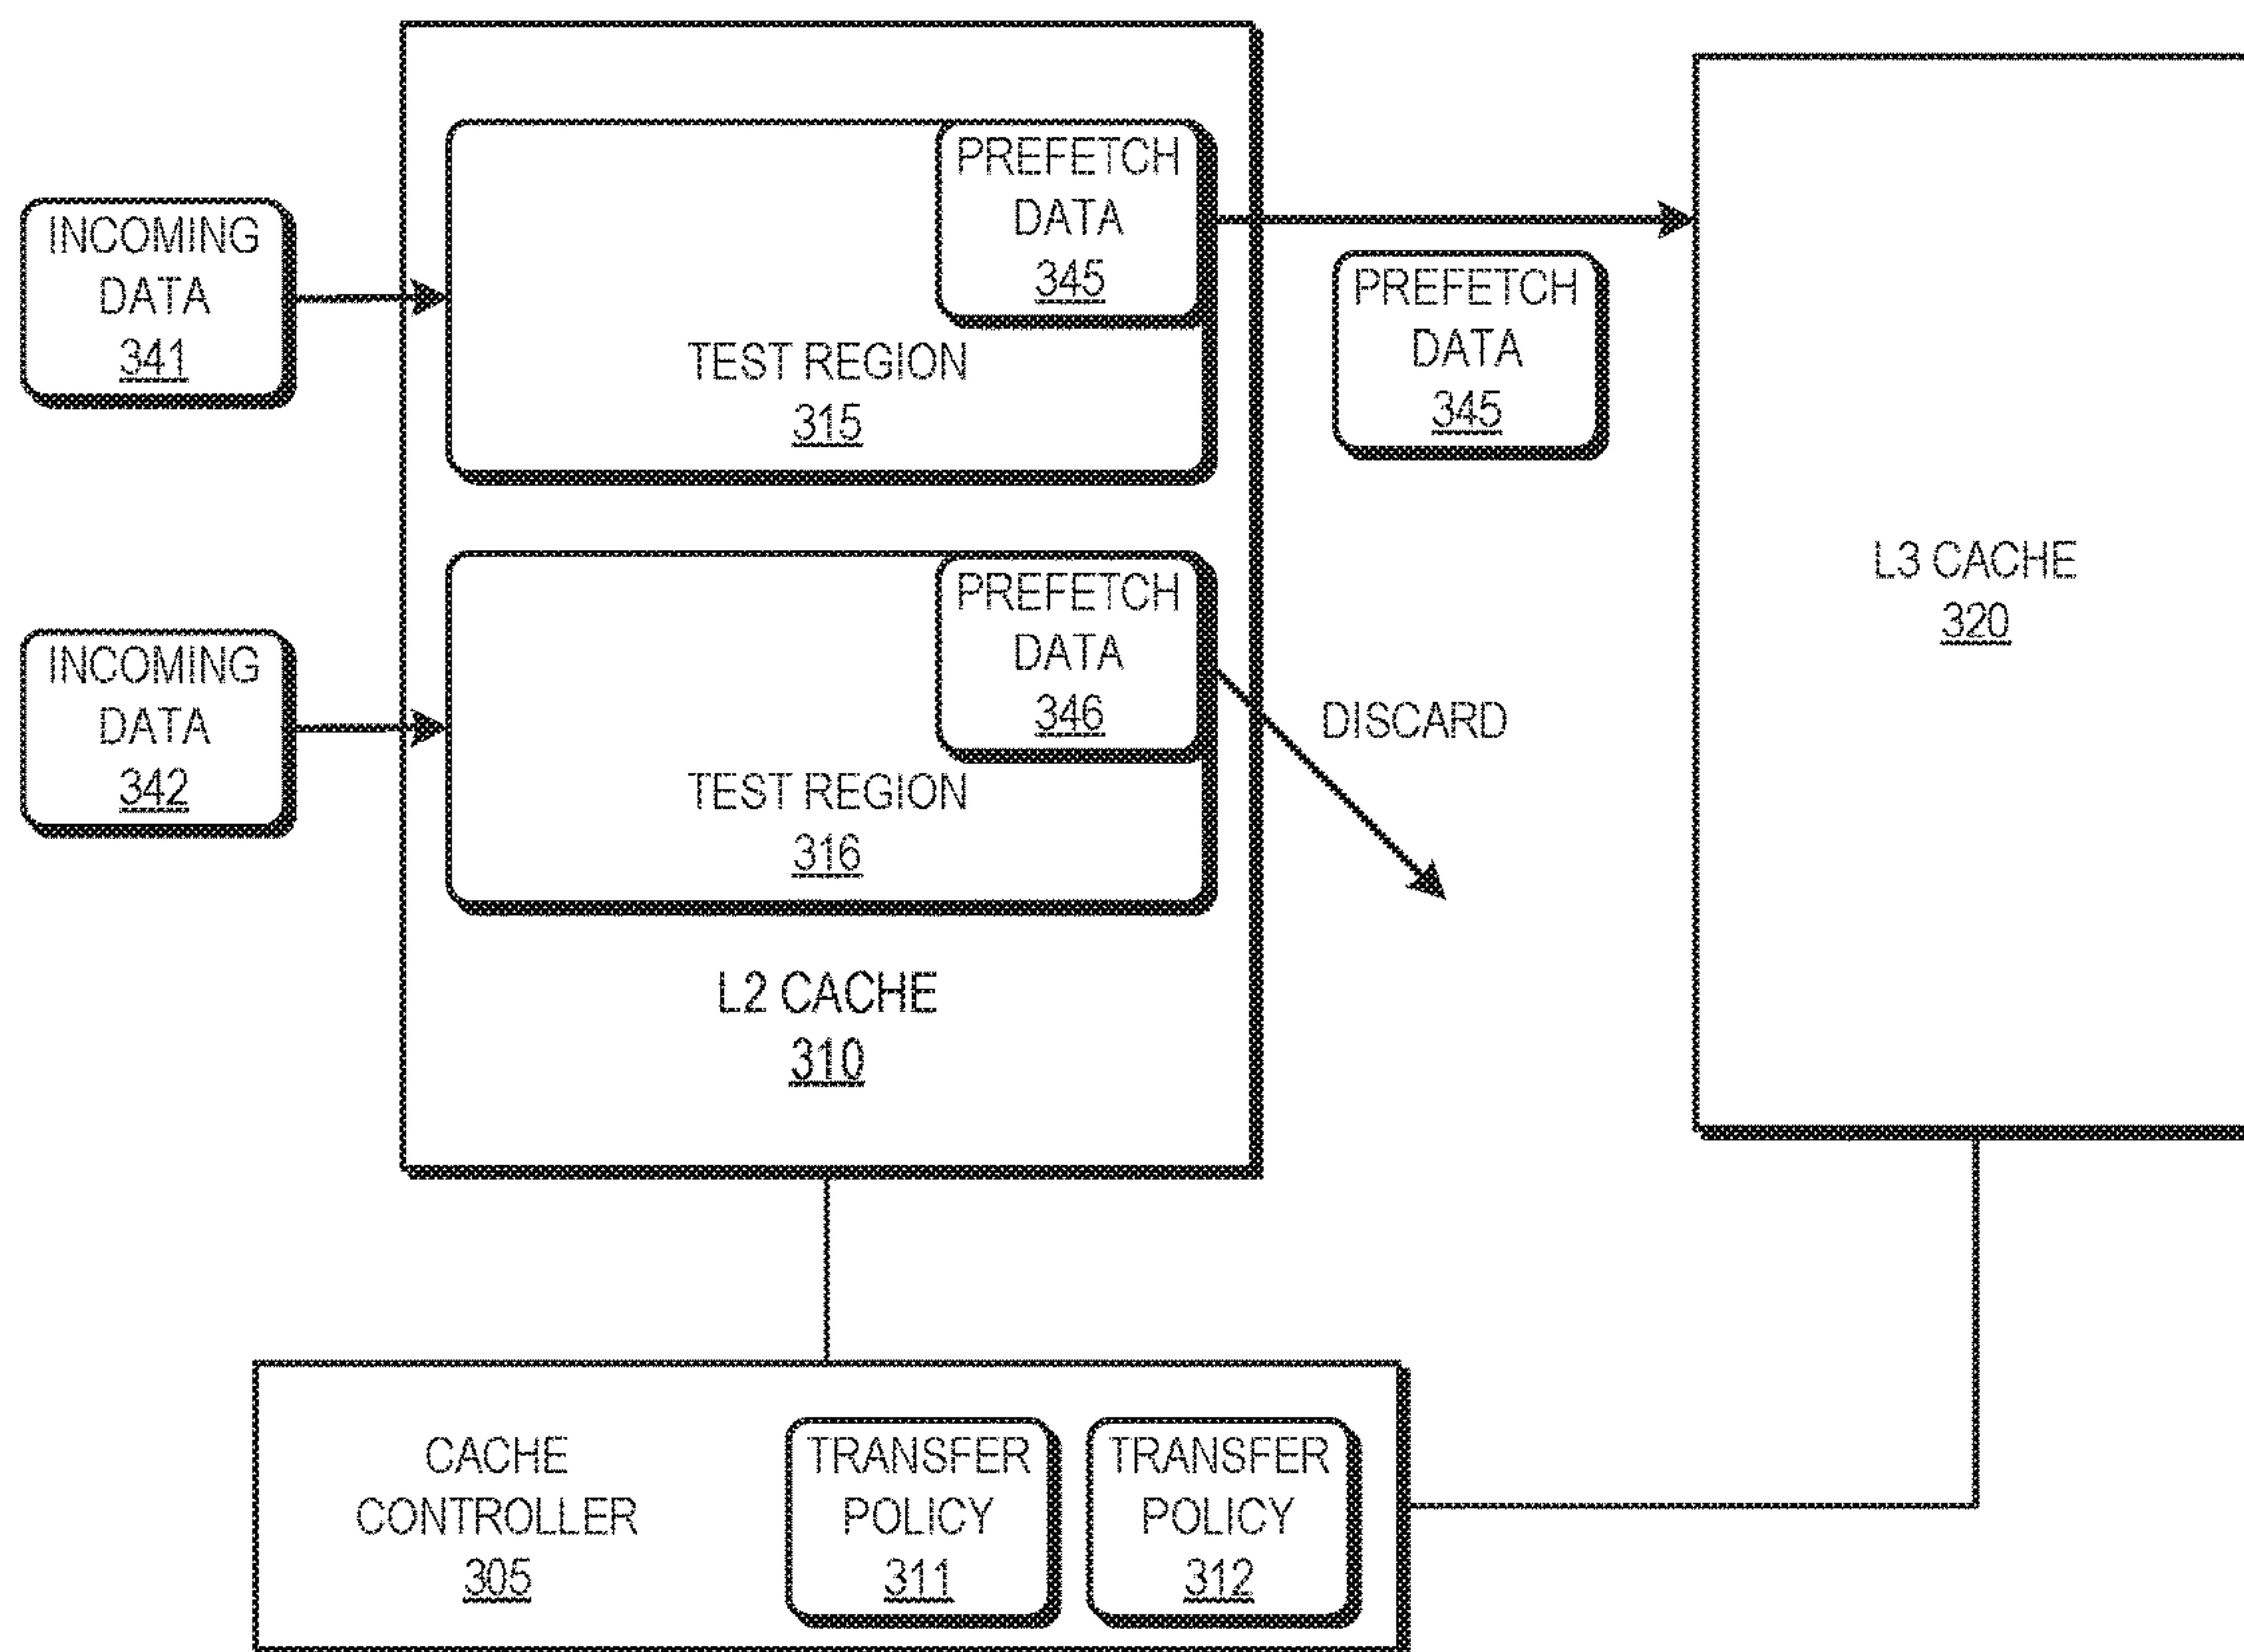 INCOMING
DATA
341
PREFETCH
DATA
345
TEST REGION
315
PREFETCH
DATA
345
INCOMING
DATA
342
PREFETCH
DATA
346
TEST REGION
316
DISCARD
L3 CACHE
320
L2 CACHE
310
CACHE
CONTROLLER
305
TRANSFER
POLICY
311
TRANSFER
POLICY
312